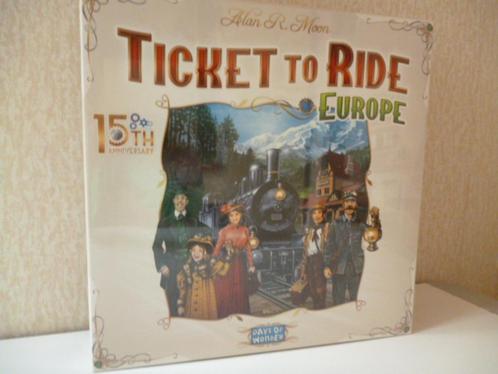 Alan R. Moon
TICKET TO RIDE
EUROPE
15TH
ANNIVERSARY
DAYS OF
WONDER